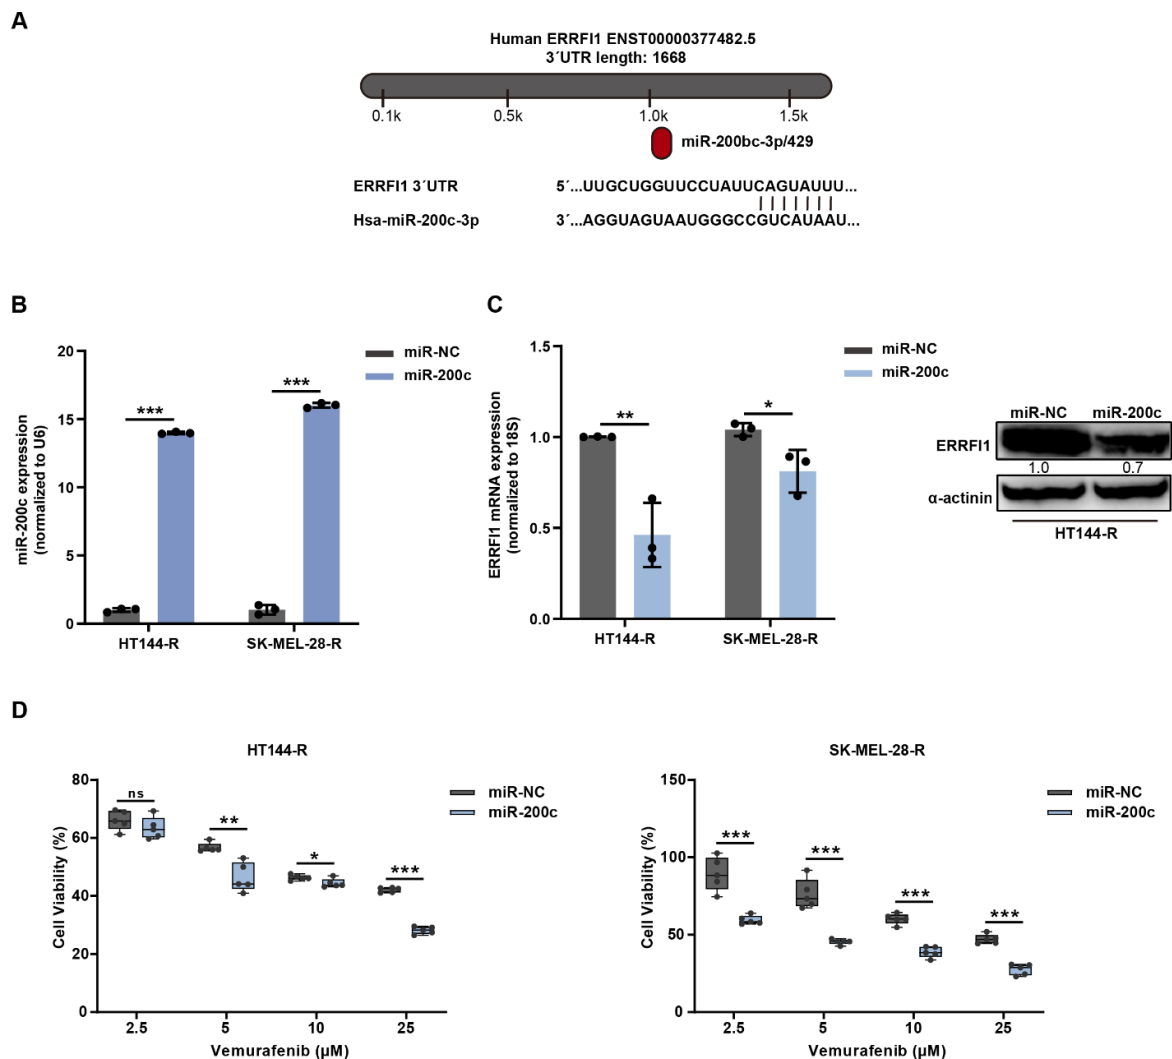 A
Human ERRFI1 ENST00000377482.5
3´UTR length: 1668
0.1k 0.5k 1.0k 1.5k
miR-200bc-3p/429
ERRFI1 3´UTR 5´...UUGCUGGUUCCUAUUCAGUAUUU...
Hsa-miR-200c-3p 3´...AGGUAGUAAUGGGCCGUCAUAAU...
B
miR-200c expression
(normalized to U6)
20
15
10
5
0
***
***
HT144-R SK-MEL-28-R
miR-NC
miR-200c
C
ERRFI1 mRNA expression
(normalized to 18S)
1.5
1.0
0.5
0.0
**
*
HT144-R SK-MEL-28-R
miR-NC
miR-200c
miR-NC miR-200c
ERRFI1
1.0 0.7
α-actinin
HT144-R
D
HT144-R
Cell Viability (%)
80
60
40
20
0
ns
**
*
***
2.5 5 10 25
Vemurafenib (µM)
miR-NC
miR-200c
SK-MEL-28-R
Cell Viability (%)
150
100
50
0
***
***
***
***
2.5 5 10 25
Vemurafenib (µM)
miR-NC
miR-200c